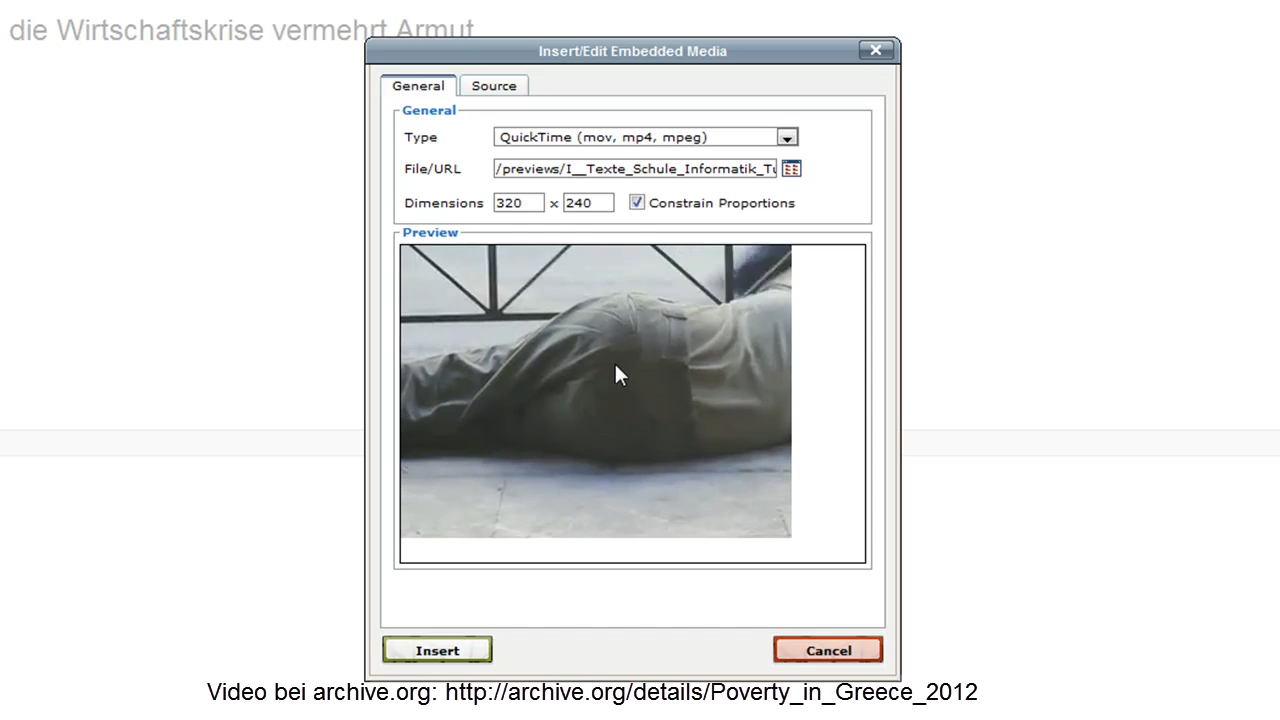 die Wirtschaftskrise vermehrt Armut
Insert/Edit Embedded Media
General Source
General
Type QuickTime (mov, mp4, mpeg)
File/URL /previews/I__Texte_Schule_Informatik_Tu
Dimensions 320 x 240 Constrain Proportions
Preview
Insert Cancel
Video bei archive.org: http://archive.org/details/Poverty_in_Greece_2012